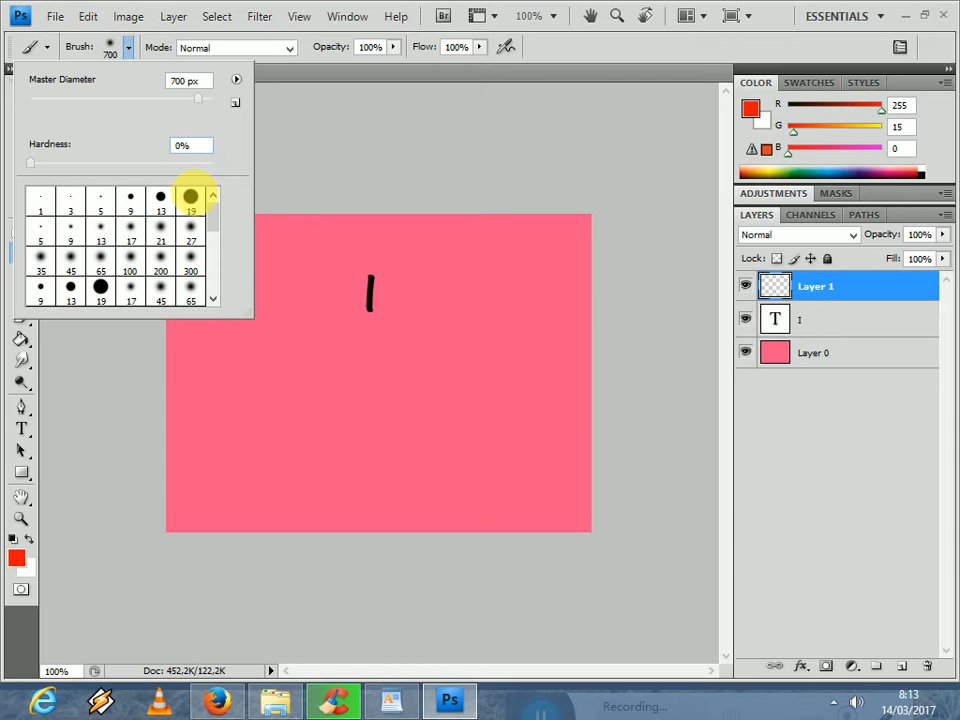 Ps File Edit Image Layer Select Filter View Window Help Br 100% ESSENTIALS
Brush: 700 Mode: Normal Opacity: 100% Flow: 100%
Master Diameter 700 px
Hardness: 0%
1 3 5 9 13 19
5 9 13 17 21 27
35 45 65 100 200 300
9 13 19 17 45 65
I
COLOR SWATCHES STYLES
R 255
G 15
B 0
ADJUSTMENTS MASKS
LAYERS CHANNELS PATHS
Normal Opacity: 100%
Lock: Fill: 100%
Layer 1
T I
Layer 0
T
100% Doc: 452,2K/122,2K
Ps Recording... 8:13
14/03/2017